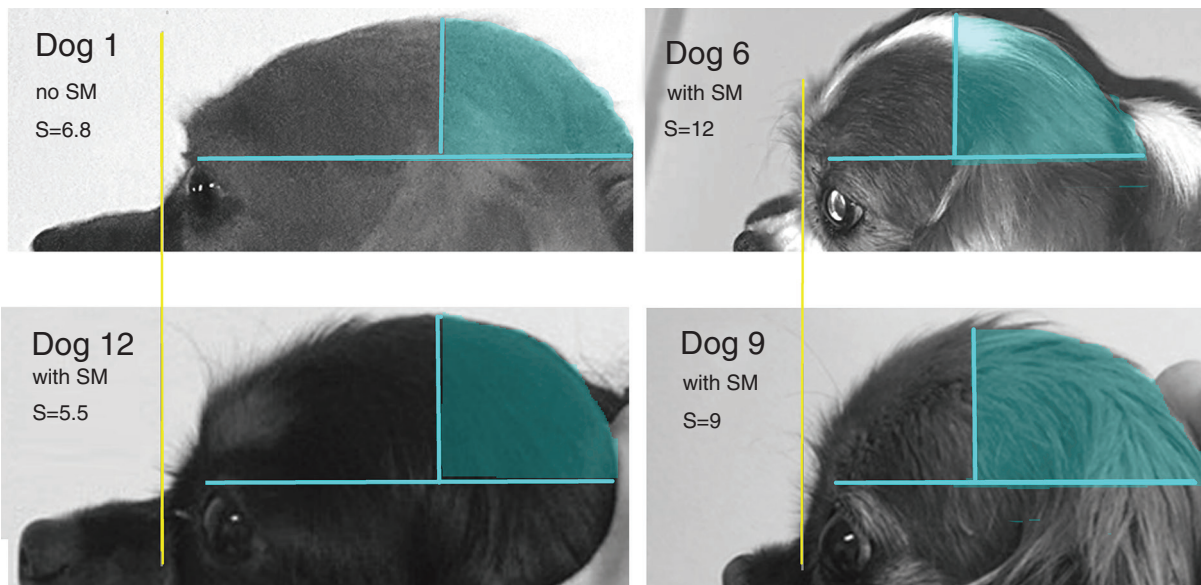 Dog 1
no SM
S=6.8
Dog 6
with SM
S=12
Dog 12
with SM
S=5.5
Dog 9
with SM
S=9